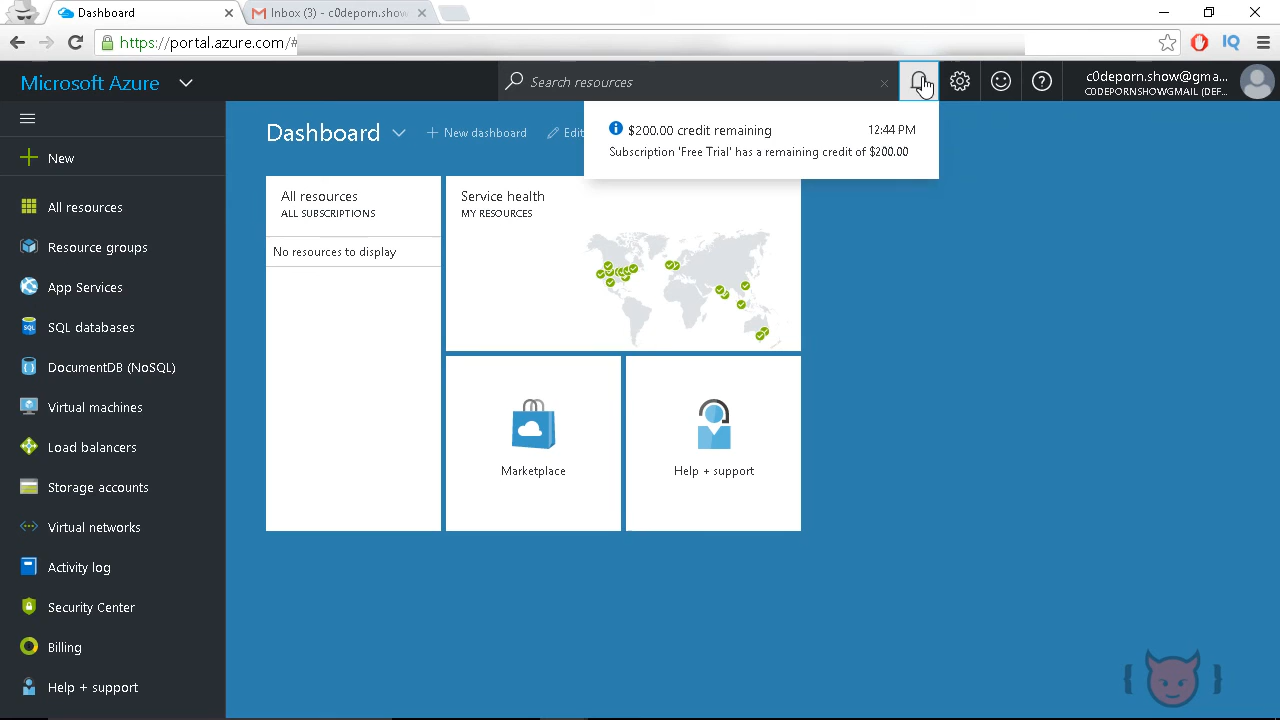 Dashboard
Inbox (3) - c0deporn.show
https://portal.azure.com/#
Microsoft Azure
Search resources
c0deporn.show@gma...
C0DEPORNSHOWGMAIL (DEF...
$200.00 credit remaining
12:44 PM
Subscription 'Free Trial' has a remaining credit of $200.00
Dashboard
New dashboard
Edit
New
All resources
Resource groups
App Services
SQL databases
DocumentDB (NoSQL)
Virtual machines
Load balancers
Storage accounts
Virtual networks
Activity log
Security Center
Billing
Help + support
All resources
ALL SUBSCRIPTIONS
No resources to display
Service health
MY RESOURCES
Marketplace
Help + support